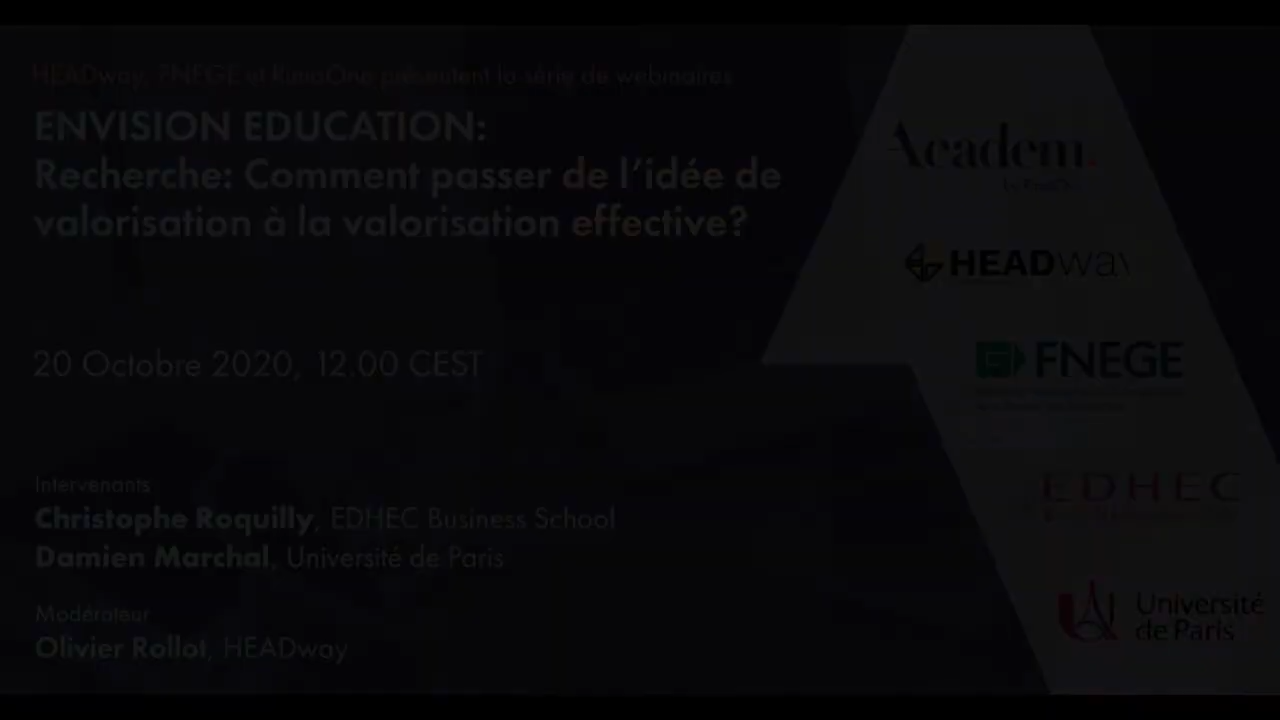 HEADway, FNEGE et KundOne présentent la série de webinaires
ENVISION EDUCATION:
Recherche: Comment passer de l’idée de
valorisation à la valorisation effective?
20 Octobre 2020, 12.00 CEST
Intervenants
Christophe Roquilly, EDHEC Business School
Damien Marchal, Université de Paris
Modérateur
Olivier Rollot, HEADway
Academ.
HEADway
FNEGE
EDHEC
Université
de Paris